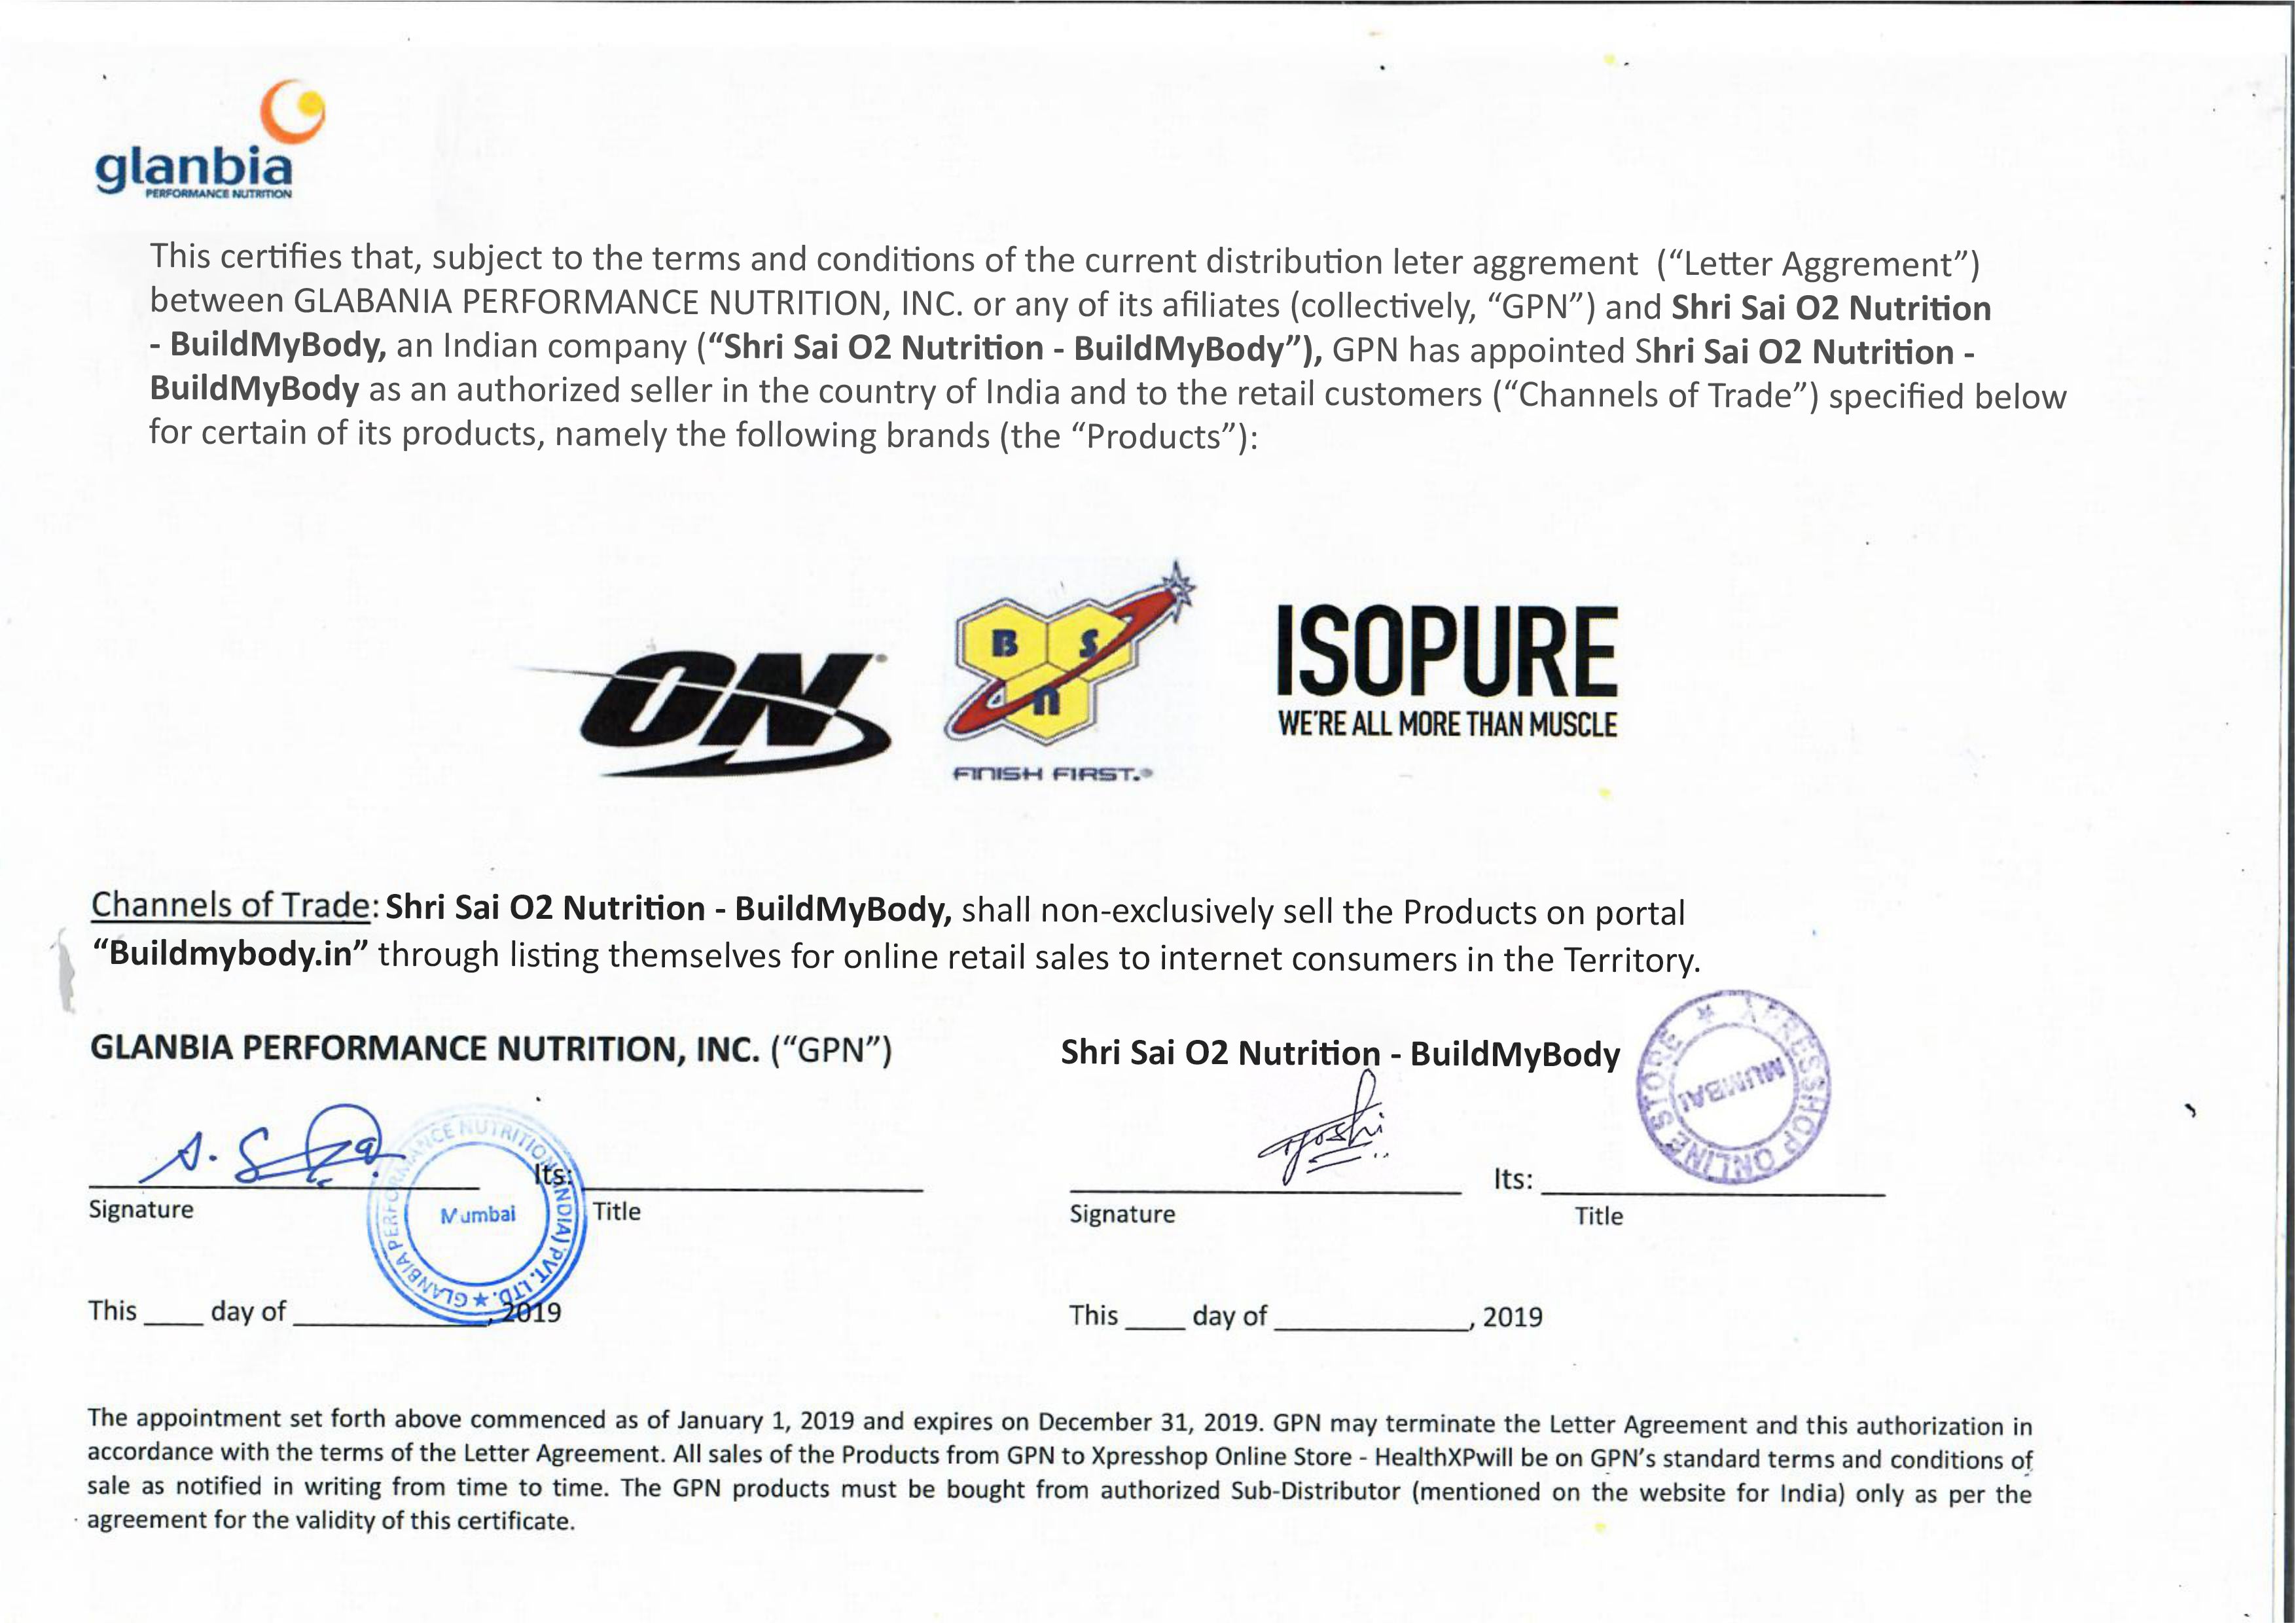 glanbia
PERFORMANCE NUTRITION
This certifies that, subject to the terms and conditions of the current distribution leter aggrement ("Letter Aggrement")
between GLABANIA PERFORMANCE NUTRITION, INC. or any of its afiliates (collectively, "GPN") and Shri Sai O2 Nutrition
- BuildMyBody, an Indian company ("Shri Sai O2 Nutrition - BuildMyBody"), GPN has appointed Shri Sai O2 Nutrition -
BuildMyBody as an authorized seller in the country of India and to the retail customers ("Channels of Trade") specified below
for certain of its products, namely the following brands (the "Products"):
ON
BSn
FINISH FIRST.®
ISOPURE
WE'RE ALL MORE THAN MUSCLE
Channels of Trade: Shri Sai O2 Nutrition - BuildMyBody, shall non-exclusively sell the Products on portal
"Buildmybody.in" through listing themselves for online retail sales to internet consumers in the Territory.
GLANBIA PERFORMANCE NUTRITION, INC. ("GPN")
Signature
Its:
Title
GLANBIA PERFORMANCE NUTRITION (INDIA) PVT. LTD. ★
Mumbai
This ____ day of ______________, 2019
Shri Sai O2 Nutrition - BuildMyBody
XPRESSHOP ONLINE STORE ★
MUMBAI
Joshi
Signature
Its:
Title
This ____ day of ______________, 2019
The appointment set forth above commenced as of January 1, 2019 and expires on December 31, 2019. GPN may terminate the Letter Agreement and this authorization in
accordance with the terms of the Letter Agreement. All sales of the Products from GPN to Xpresshop Online Store - HealthXPwill be on GPN's standard terms and conditions of
sale as notified in writing from time to time. The GPN products must be bought from authorized Sub-Distributor (mentioned on the website for India) only as per the
agreement for the validity of this certificate.